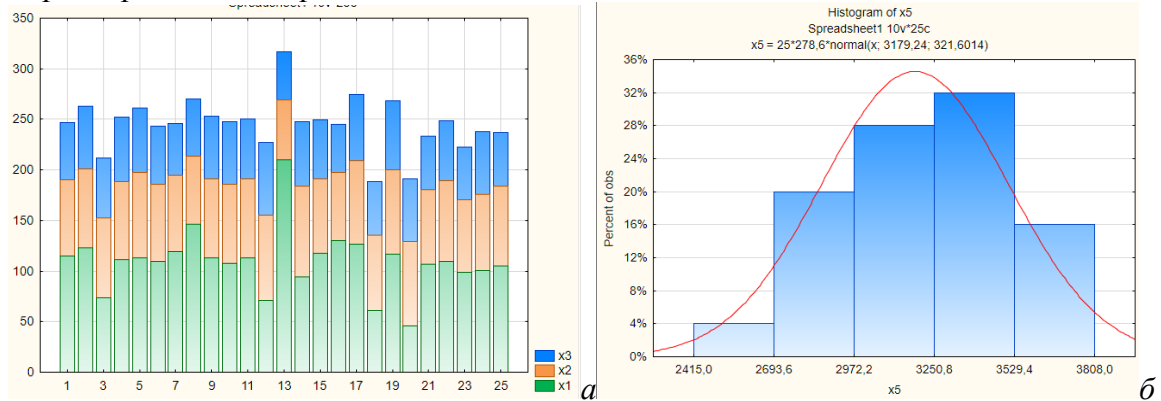 350
300
250
200
150
100
50
0
1 3 5 7 9 11 13 15 17 19 21 23 25
x3
x2
x1
а
Histogram of x5
Spreadsheet1 10v*25c
x5 = 25*278,6*normal(x; 3179,24; 321,6014)
36%
32%
28%
24%
20%
16%
12%
8%
4%
0%
Percent of obs
2415,0 2693,6 2972,2 3250,8 3529,4 3808,0
x5
б